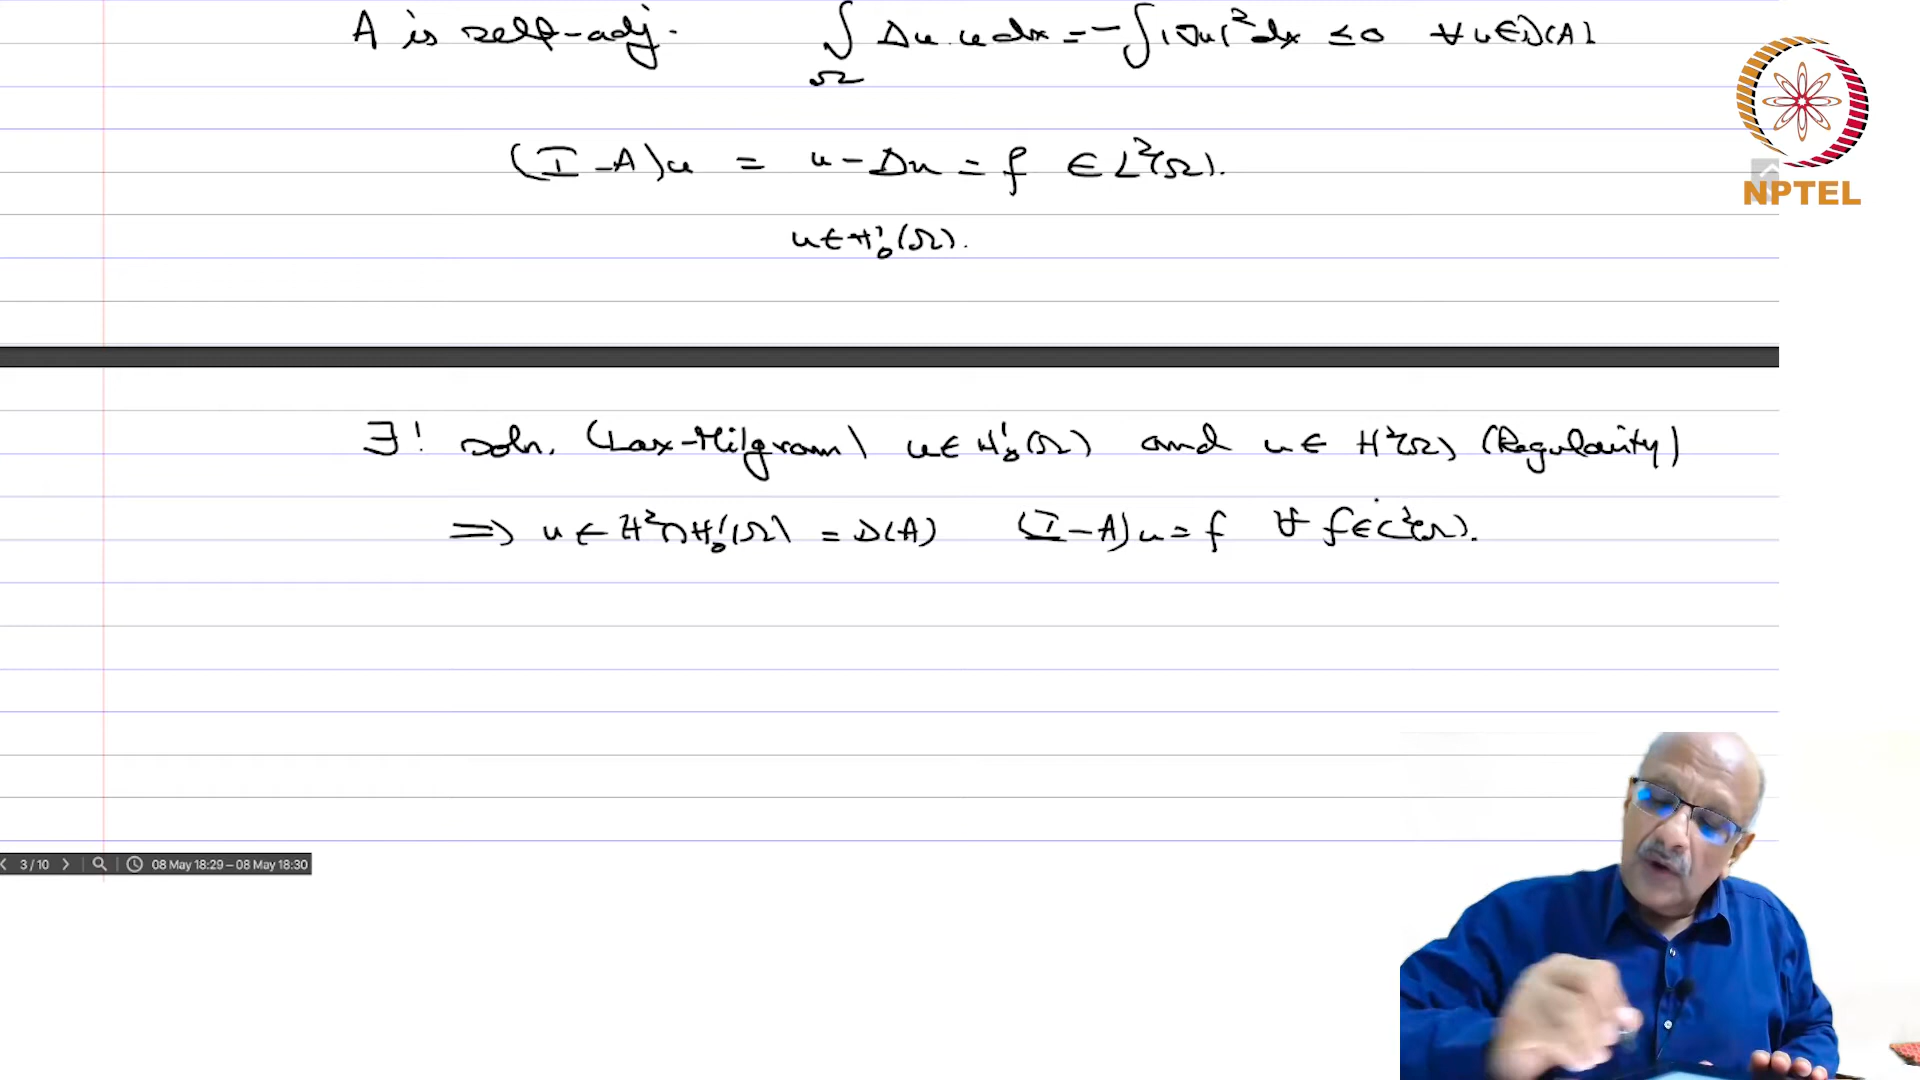 A is self-adj. ∫_Ω Δu.u dx = -∫|∇u|² dx ≤ 0 ∀ u∈D(A)
(I-A)u = u-Δu = f ∈ L²(Ω).
u∈H¹₀(Ω).
NPTEL
∃! soln. (Lax-Milgram) u∈H¹₀(Ω) and u∈H²(Ω) (Regularity)
⇒ u∈H²∩H¹₀(Ω) = D(A) (I-A)u = f ∀ f∈L²(Ω).
3/10 08 May 18:29 – 08 May 18:30